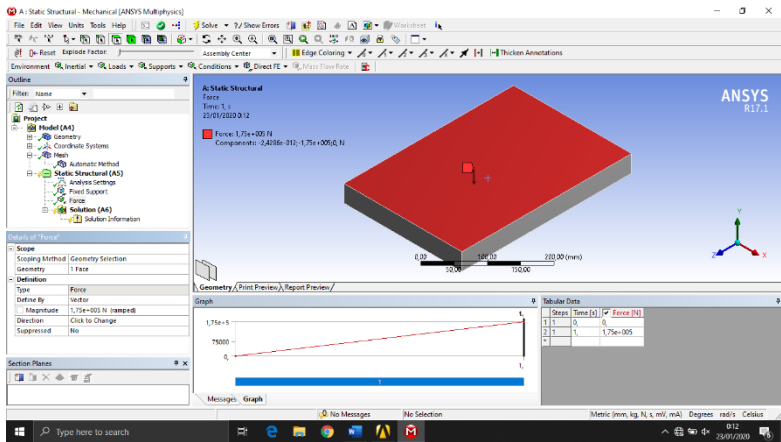 A : Static Structural - Mechanical [ANSYS Multiphysics]
File Edit View Units Tools Help
Solve ?/ Show Errors Worksheet
Reset Explode Factor: Assembly Center Edge Coloring Thicken Annotations
Environment Inertial Loads Supports Conditions Direct FE Mass Flow Rate
Outline
Filter: Name
Project
Model (A4)
Geometry
Coordinate Systems
Mesh
Automatic Method
Static Structural (A5)
Analysis Settings
Fixed Support
Force
Solution (A6)
Solution Information
Details of "Force"
Scope
Scoping Method Geometry Selection
Geometry 1 Face
Definition
Type Force
Define By Vector
Magnitude 1,75e+005 N (ramped)
Direction Click to Change
Suppressed No
Section Planes
A: Static Structural
Force
Time: 1, s
23/01/2020 0:12
Force: 1,75e+005 N
Components: -2,4286e-012;-1,75e+005;0, N
ANSYS
R17.1
0,00 100,00 200,00 (mm)
50,00 150,00
Y
Z X
Geometry Print Preview Report Preview
Graph
1,75e+5
75000
0,
1,
1,
1
Messages Graph
Tabular Data
Steps Time [s] Force [N]
1 1 0, 0,
2 1 1, 1,75e+005
*
No Messages No Selection Metric (mm, kg, N, s, mV, mA) Degrees rad/s Celsius
Type here to search
0:12
23/01/2020